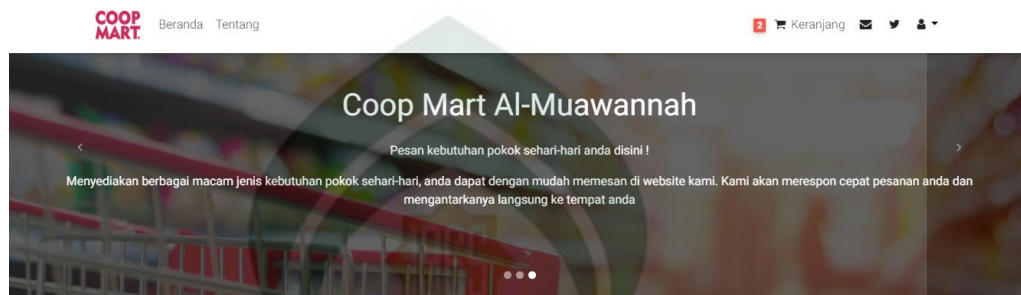 COOP
MART.
Beranda Tentang
2 Keranjang
Coop Mart Al-Muawannah
Pesan kebutuhan pokok sehari-hari anda disini !
Menyediakan berbagai macam jenis kebutuhan pokok sehari-hari, anda dapat dengan mudah memesan di website kami. Kami akan merespon cepat pesanan anda dan
mengantarkanya langsung ke tempat anda